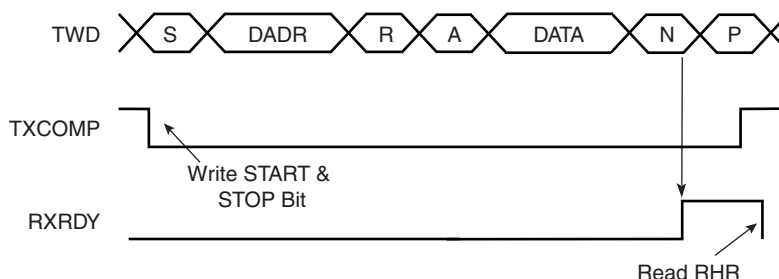 TWD S DADR R A DATA N P
TXCOMP
Write START &
STOP Bit
RXRDY
Read RHR